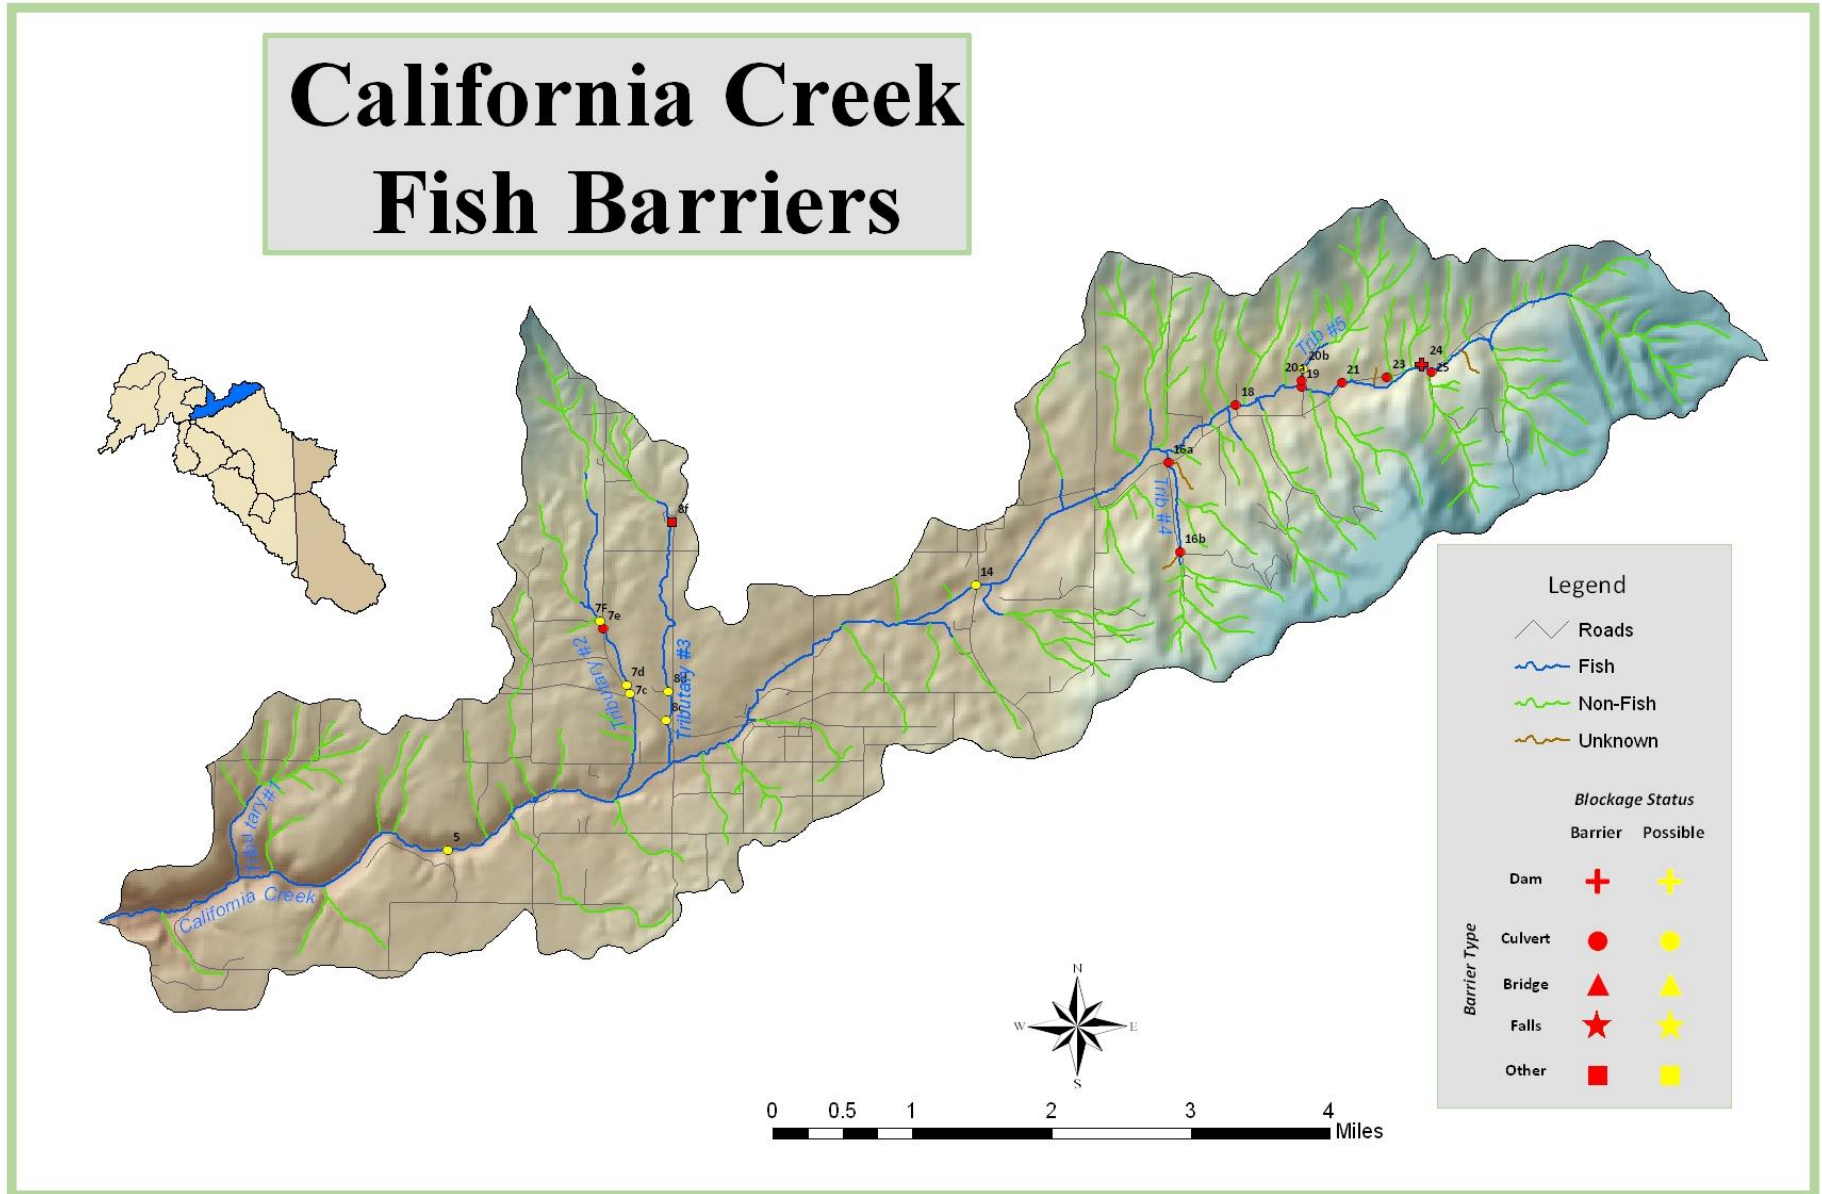 California Creek
Fish Barriers
Trib #5
20b
20a
19
18
21
23
24
25
16a
Trib #4
16b
14
8f
7F
7e
7d
7c
Tributary #2
Tributary #3
8c
5
Tributary #1
California Creek
Legend
Roads
Fish
Non-Fish
Unknown
Blockage Status
Barrier Possible
Barrier Type
Dam
Culvert
Bridge
Falls
Other
N
W E
S
0 0.5 1 2 3 4
Miles